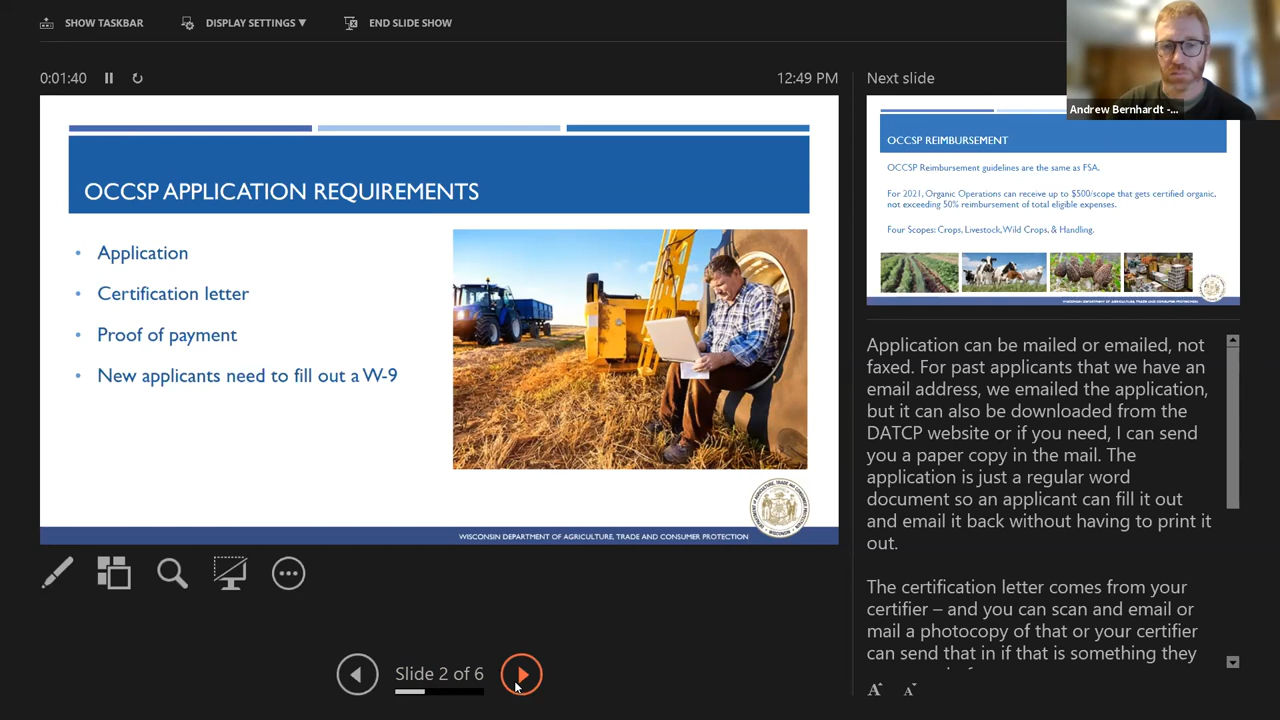 SHOW TASKBAR
DISPLAY SETTINGS ▼
END SLIDE SHOW
0:01:40
12:49 PM
OCCSP APPLICATION REQUIREMENTS
• Application
• Certification letter
• Proof of payment
• New applicants need to fill out a W-9
WISCONSIN DEPARTMENT OF AGRICULTURE, TRADE AND CONSUMER PROTECTION
Slide 2 of 6
Next slide
Andrew Bernhardt -...
OCCSP REIMBURSEMENT
OCCSP Reimbursement guidelines are the same as FSA.
For 2021, Organic Operations can receive up to $500/scope that gets certified organic,
not exceeding 50% reimbursement of total eligible expenses.
Four Scopes: Crops, Livestock, Wild Crops, & Handling.
WISCONSIN DEPARTMENT OF AGRICULTURE, TRADE AND CONSUMER PROTECTION
Application can be mailed or emailed, not
faxed. For past applicants that we have an
email address, we emailed the application,
but it can also be downloaded from the
DATCP website or if you need, I can send
you a paper copy in the mail. The
application is just a regular word
document so an applicant can fill it out
and email it back without having to print it
out.
The certification letter comes from your
certifier – and you can scan and email or
mail a photocopy of that or your certifier
can send that in if that is something they
A A